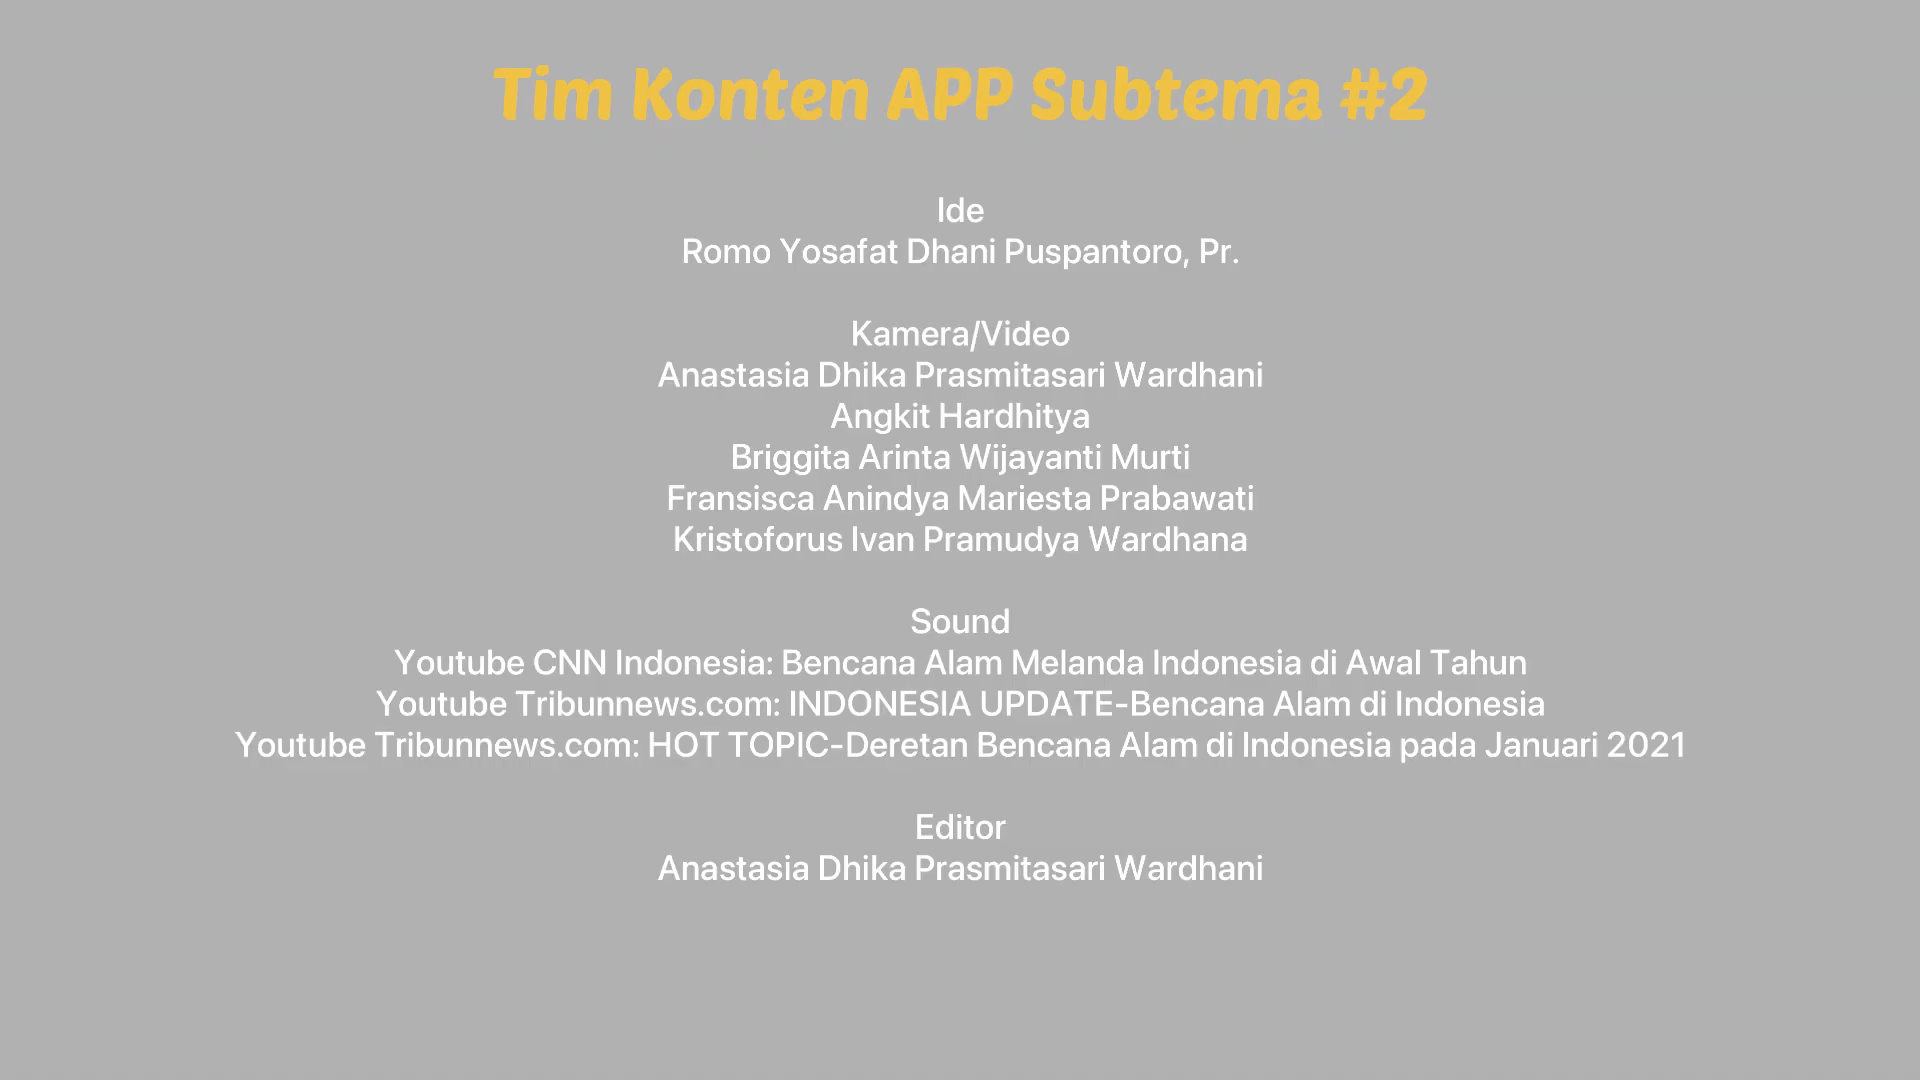 Tim Konten APP Subtema #2
Ide
Romo Yosafat Dhani Puspantoro, Pr.
Kamera/Video
Anastasia Dhika Prasmitasari Wardhani
Angkit Hardhitya
Briggita Arinta Wijayanti Murti
Fransisca Anindya Mariesta Prabawati
Kristoforus Ivan Pramudya Wardhana
Sound
Youtube CNN Indonesia: Bencana Alam Melanda Indonesia di Awal Tahun
Youtube Tribunnews.com: INDONESIA UPDATE-Bencana Alam di Indonesia
Youtube Tribunnews.com: HOT TOPIC-Deretan Bencana Alam di Indonesia pada Januari 2021
Editor
Anastasia Dhika Prasmitasari Wardhani